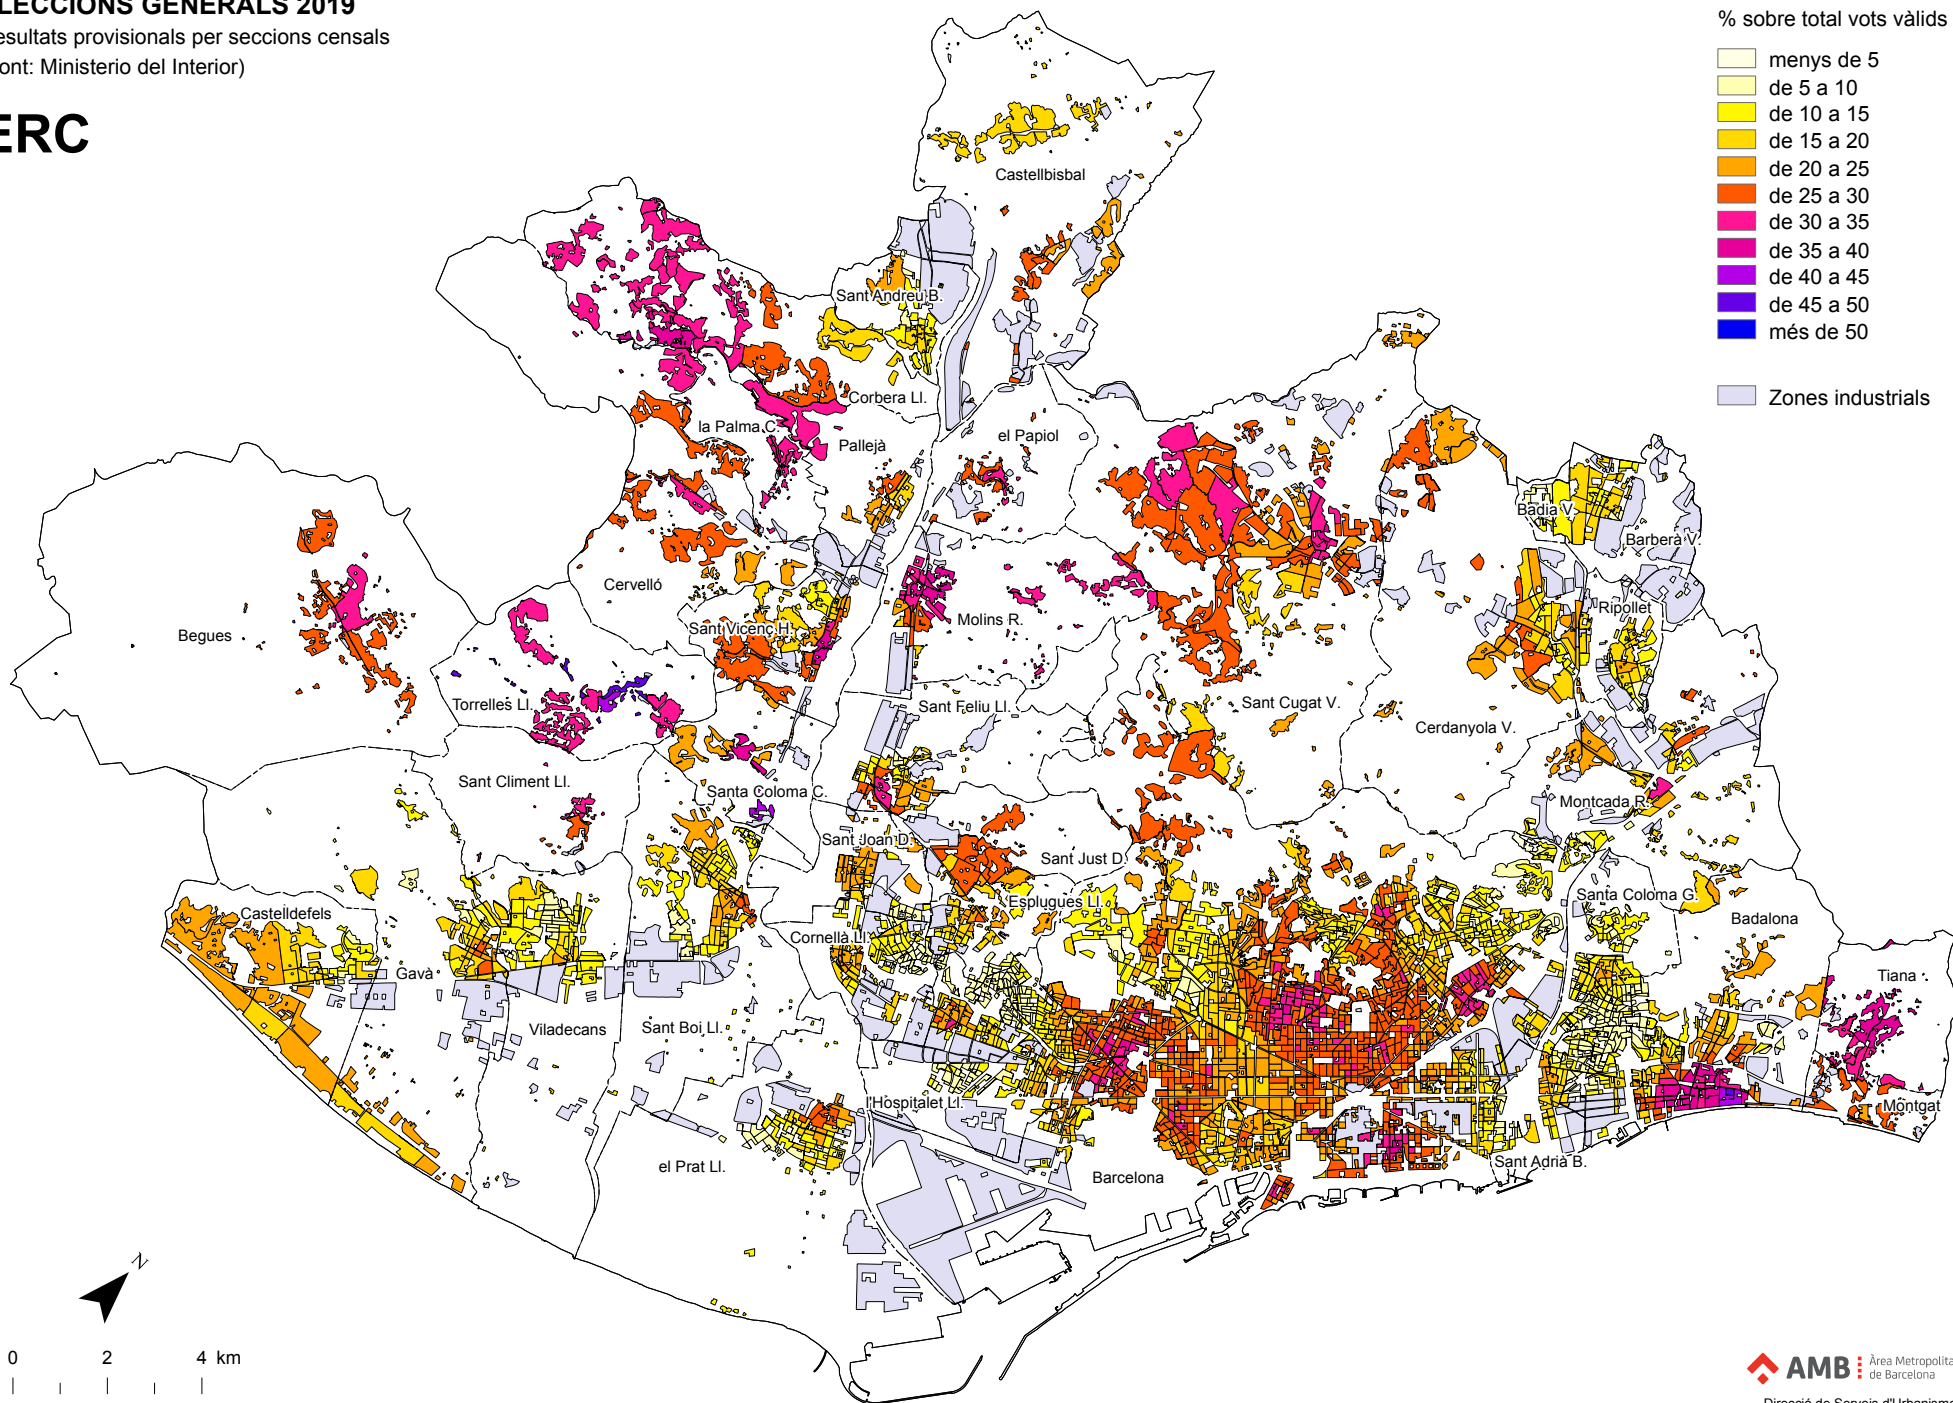 LECCIONS GENERALS 2019
esultats provisionals per seccions censals
ont: Ministerio del Interior)
ERC
% sobre total vots vàlids
menys de 5
de 5 a 10
de 10 a 15
de 15 a 20
de 20 a 25
de 25 a 30
de 30 a 35
de 35 a 40
de 40 a 45
de 45 a 50
més de 50
Zones industrials
Castellbisbal
Sant Andreu B.
Corbera Ll.
la Palma C.
Pallejà
el Papiol
Badia V.
Barberà V.
Cervelló
Ripollet
Begues
Sant Vicenç H.
Molins R.
Torrelles Ll.
Sant Feliu Ll.
Sant Cugat V.
Cerdanyola V.
Sant Climent Ll.
Santa Coloma C.
Montcada R.
Sant Joan D.
Sant Just D.
Santa Coloma G.
Castelldefels
Esplugues Ll.
Badalona
Cornellà Ll.
Gavà
Tiana
Viladecans
Sant Boi Ll.
l'Hospitalet Ll.
Montgat
el Prat Ll.
Barcelona
Sant Adrià B.
N
0 2 4 km
AMB
Àrea Metropolita
de Barcelona
Direcció de Serveis d'Urbanisme